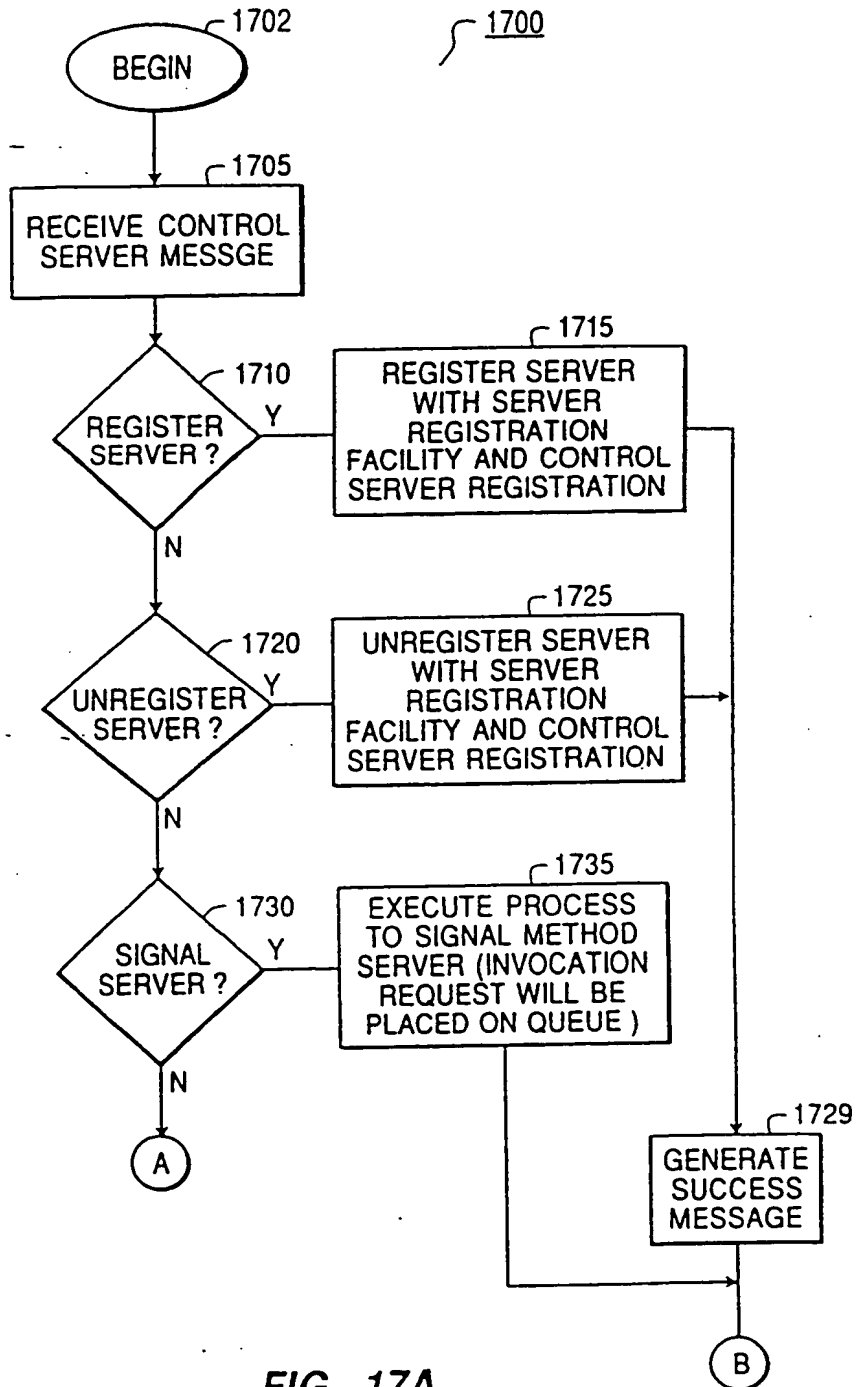 1702
1700
BEGIN
1705
RECEIVE CONTROL
SERVER MESSGE
1710
REGISTER
SERVER ?
Y
N
1715
REGISTER SERVER
WITH SERVER
REGISTRATION
FACILITY AND CONTROL
SERVER REGISTRATION
1720
UNREGISTER
SERVER ?
Y
N
1725
UNREGISTER SERVER
WITH SERVER
REGISTRATION
FACILITY AND CONTROL
SERVER REGISTRATION
1730
SIGNAL
SERVER ?
Y
N
1735
EXECUTE PROCESS
TO SIGNAL METHOD
SERVER (INVOCATION
REQUEST WILL BE
PLACED ON QUEUE )
A
1729
GENERATE
SUCCESS
MESSAGE
B
FIG. 17A